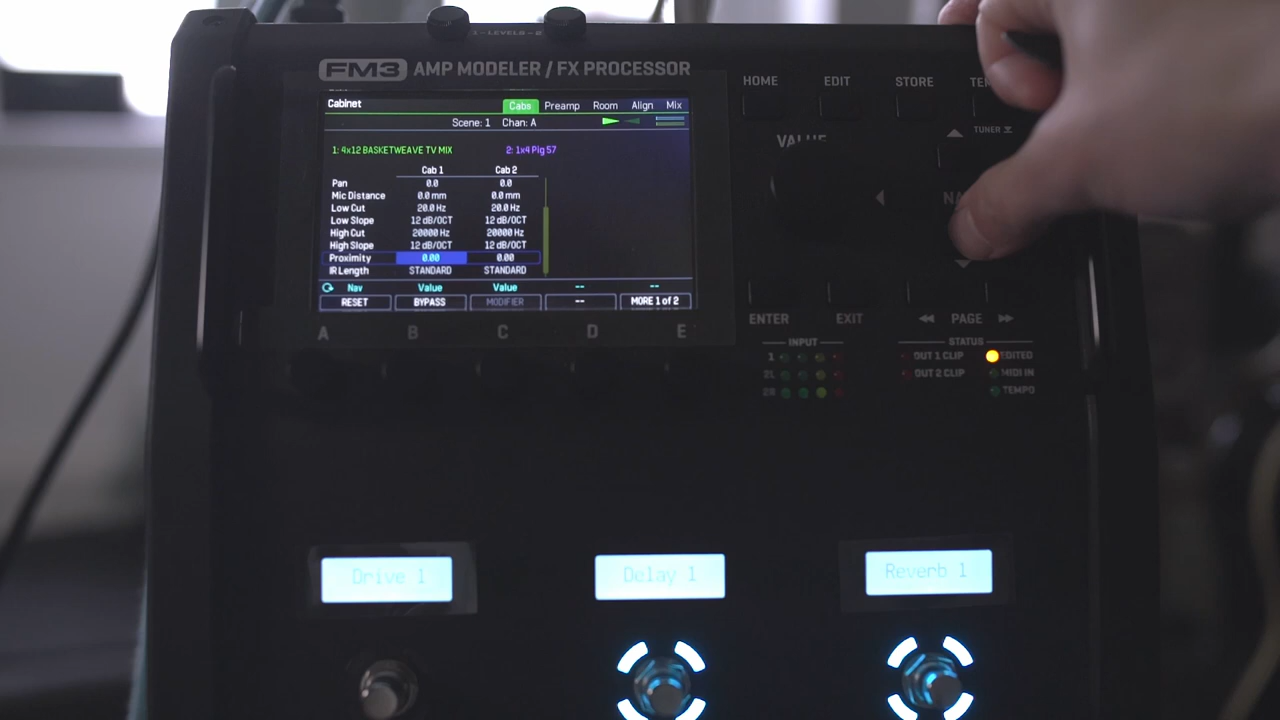 1-LEVELS-2
FM3 AMP MODELER / FX PROCESSOR
HOME EDIT STORE
Cabinet Cabs Preamp Room Align Mix
Scene: 1 Chan: A
TUNER
VALUE
1: 4x12 BASKETWEAVE TV MIX 2: 1x4 Pig 57
Cab 1 Cab 2
Pan 0.0 0.0
Mic Distance 0.0 mm 0.0 mm
Low Cut 20.0 Hz 20.0 Hz
Low Slope 12 dB/OCT 12 dB/OCT
High Cut 20000 Hz 20000 Hz
High Slope 12 dB/OCT 12 dB/OCT
Proximity 0.00 0.00
IR Length STANDARD STANDARD
Nav Value Value -- --
RESET BYPASS MODIFIER -- MORE 1 of 2
A B C D E
ENTER EXIT PAGE
INPUT
1
2L
2R
STATUS
OUT 1 CLIP EDITED
OUT 2 CLIP MIDI IN
TEMPO
Drive 1 Delay 1 Reverb 1